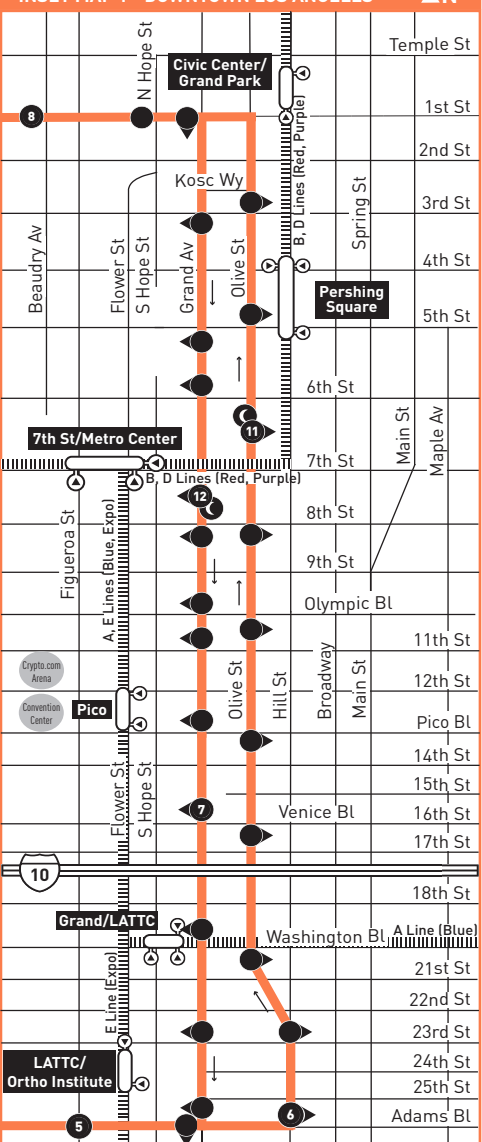 N Hope St
Temple St
Civic Center/
Grand Park
8
1st St
B, D Lines (Red, Purple)
2nd St
Kosc Wy
3rd St
Spring St
Beaudry Av
Flower St
S Hope St
Grand Av
Olive St
4th St
Pershing
Square
5th St
6th St
11
Main St
Maple Av
7th St/Metro Center
7th St
B, D Lines (Red, Purple)
12
8th St
Figueroa St
A, E Lines (Blue, Expo)
9th St
Olympic Bl
11th St
Crypto.com
Arena
Olive St
Hill St
Broadway
Main St
12th St
Convention
Center
Pico
Pico Bl
14th St
Flower St
S Hope St
15th St
7
Venice Bl
16th St
17th St
10
18th St
Grand/LATTC
Washington Bl
A Line (Blue)
E Line (Expo)
21st St
22nd St
23rd St
LATTC/
Ortho Institute
24th St
25th St
5
6
Adams Bl